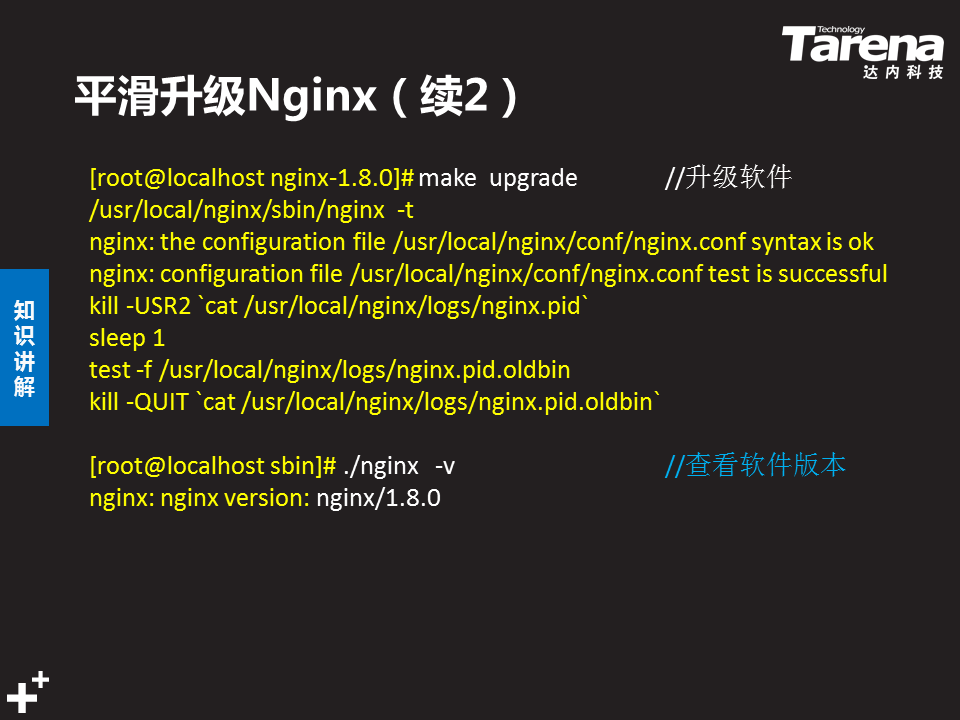 Technology
Tarena
达内科技
平滑升级Nginx（续2）
[root@localhost nginx-1.8.0]# make upgrade //升级软件
/usr/local/nginx/sbin/nginx -t
nginx: the configuration file /usr/local/nginx/conf/nginx.conf syntax is ok
nginx: configuration file /usr/local/nginx/conf/nginx.conf test is successful
kill -USR2 `cat /usr/local/nginx/logs/nginx.pid`
sleep 1
test -f /usr/local/nginx/logs/nginx.pid.oldbin
kill -QUIT `cat /usr/local/nginx/logs/nginx.pid.oldbin`
[root@localhost sbin]# ./nginx -v //查看软件版本
nginx: nginx version: nginx/1.8.0
知识讲解